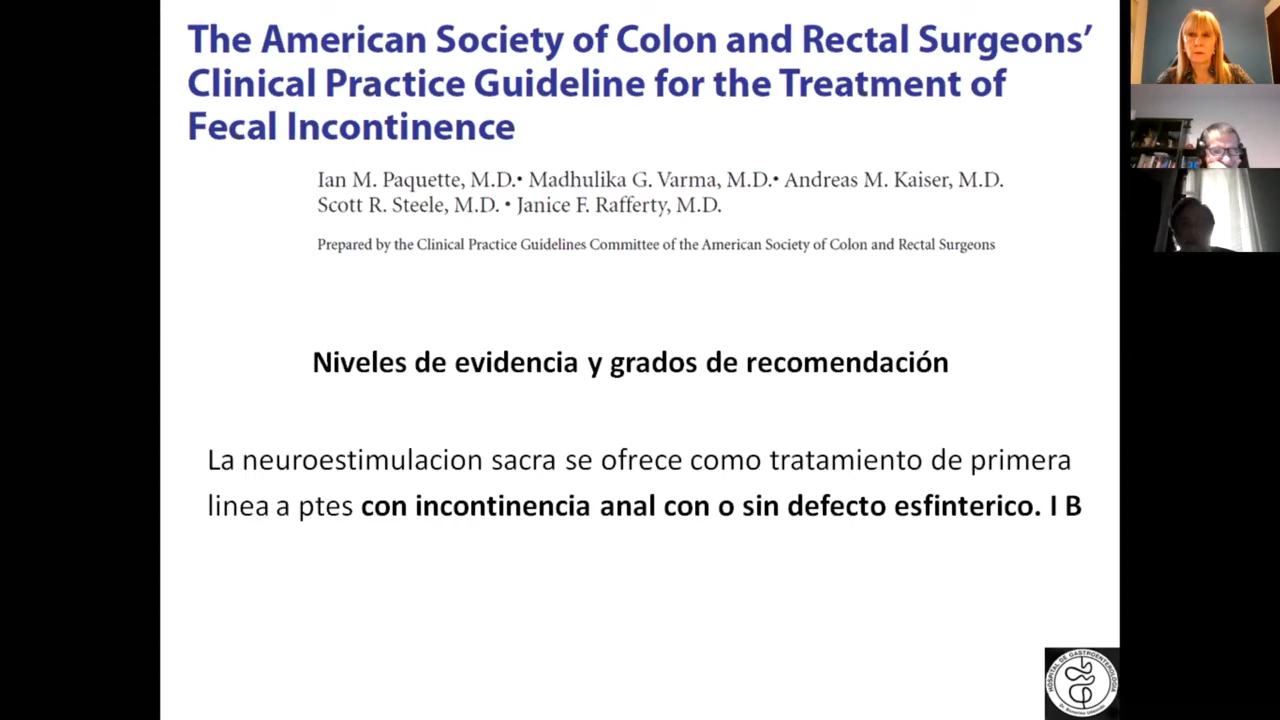 The American Society of Colon and Rectal Surgeons’
Clinical Practice Guideline for the Treatment of
Fecal Incontinence
Ian M. Paquette, M.D.• Madhulika G. Varma, M.D.• Andreas M. Kaiser, M.D.
Scott R. Steele, M.D. • Janice F. Rafferty, M.D.
Prepared by the Clinical Practice Guidelines Committee of the American Society of Colon and Rectal Surgeons
Niveles de evidencia y grados de recomendación
La neuroestimulacion sacra se ofrece como tratamiento de primera
linea a ptes con incontinencia anal con o sin defecto esfinterico. I B
HOSPITAL DE GASTROENTEROLOGIA